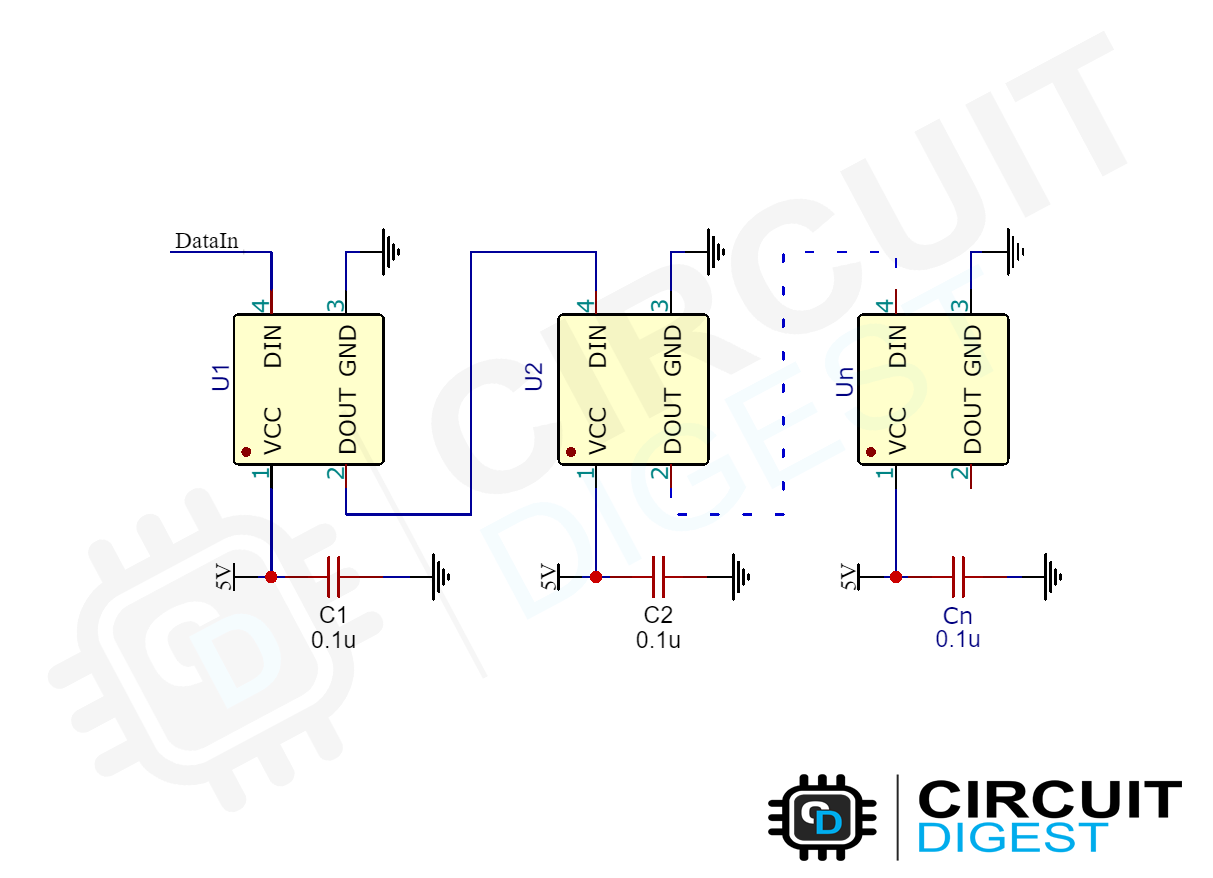 DataIn
4
3
4
3
4
3
DIN
GND
DIN
GND
DIN
GND
U1
U2
Un
VCC
DOUT
VCC
DOUT
VCC
DOUT
1
2
1
2
1
2
5V
5V
5V
C1
C2
Cn
0.1u
0.1u
0.1u
CIRCUIT
DIGEST
CD
CD
CIRCUIT
DIGEST